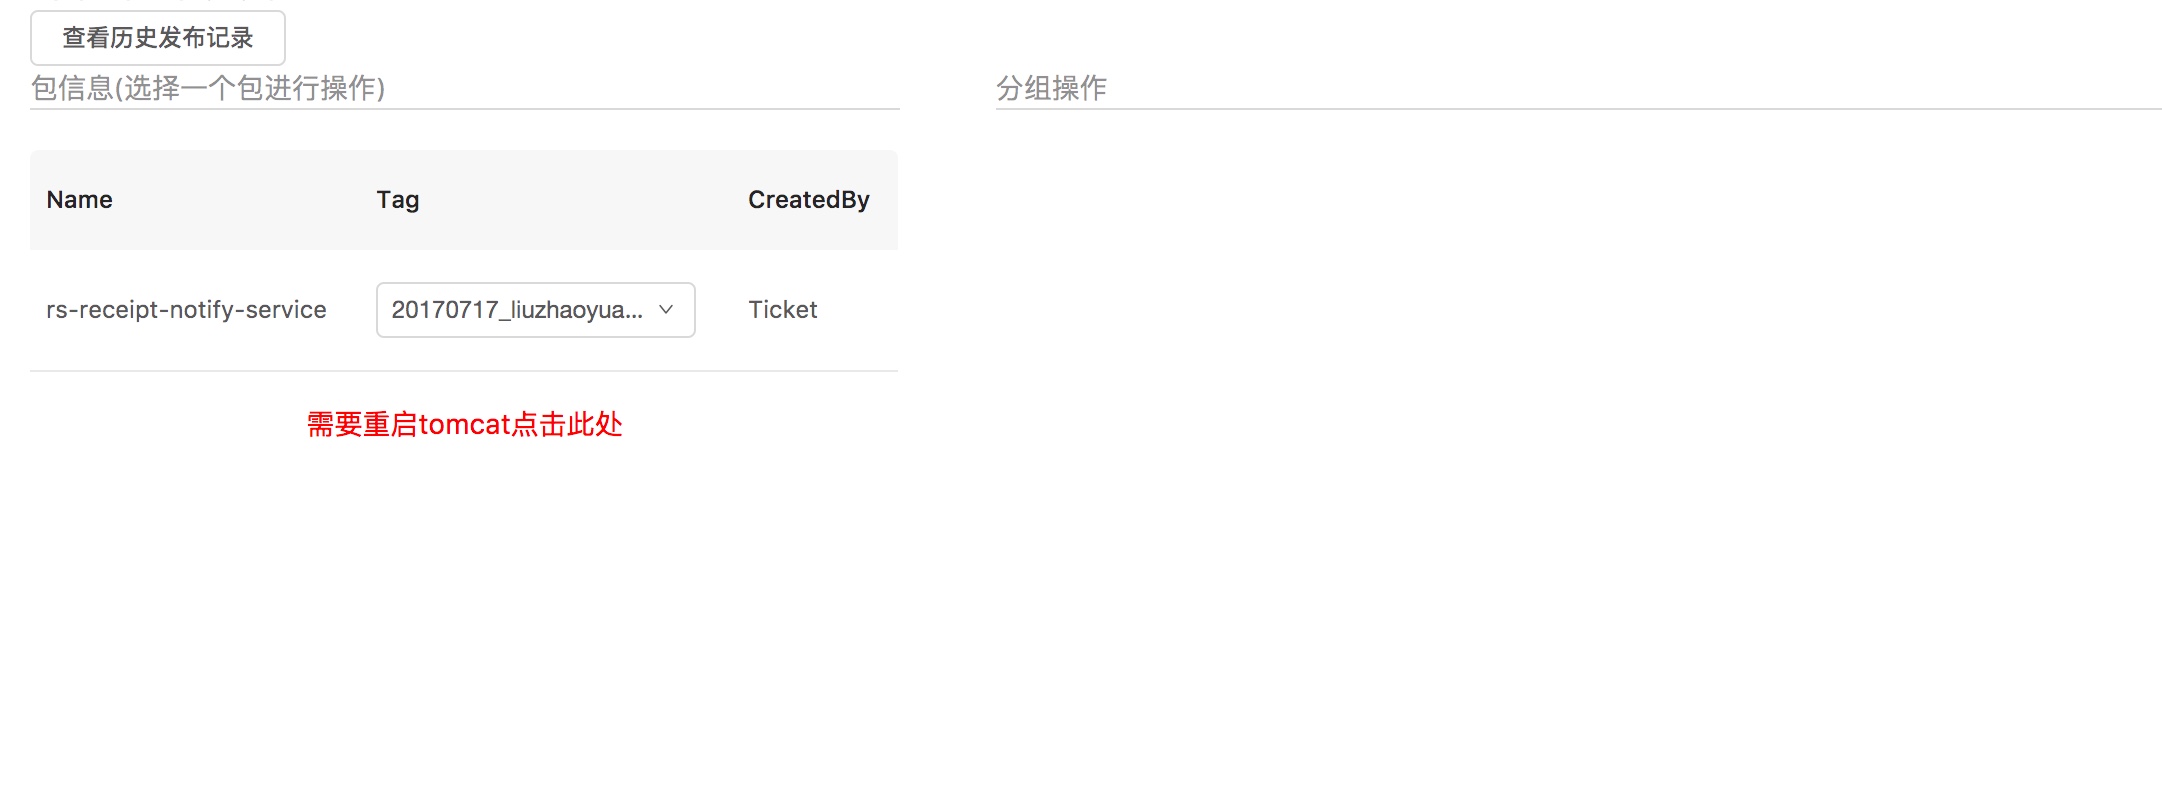 查看历史发布记录
包信息(选择一个包进行操作)
分组操作
Name Tag CreatedBy
rs-receipt-notify-service 20170717_liuzhaoyua... Ticket
需要重启tomcat点击此处